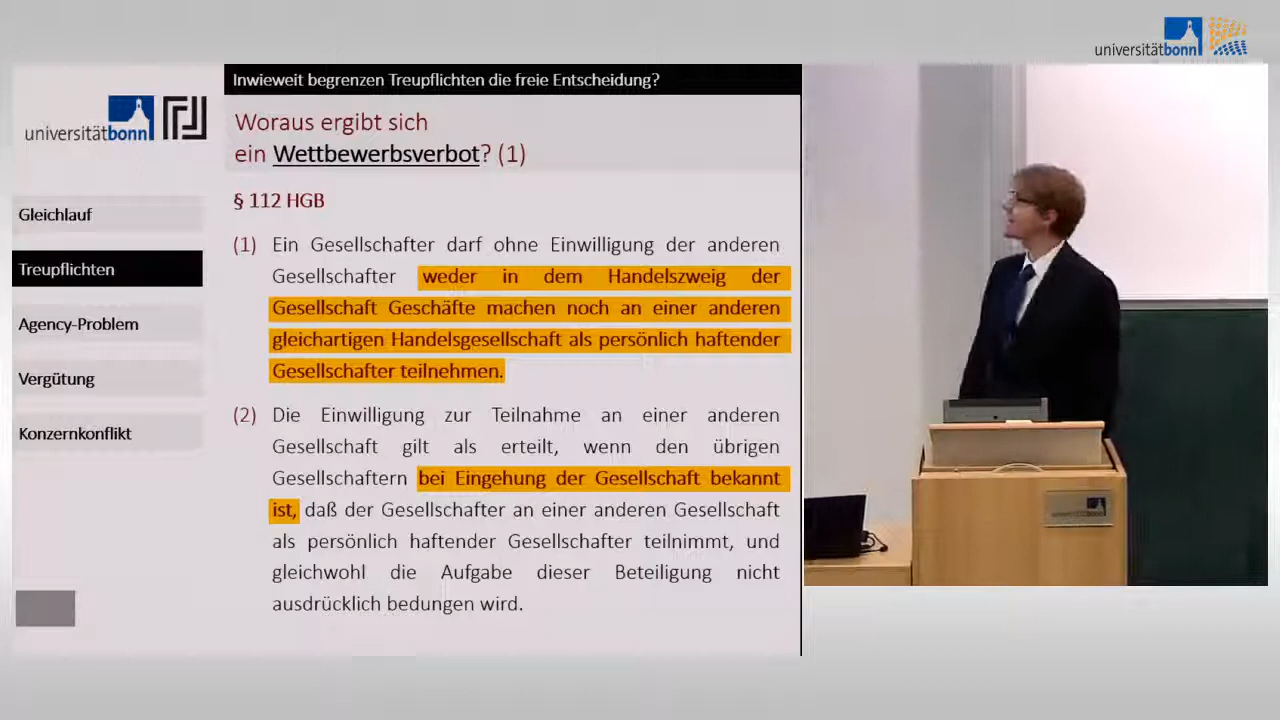 universitätbonn
Inwieweit begrenzen Treupflichten die freie Entscheidung?
universitätbonn
Woraus ergibt sich
ein Wettbewerbsverbot? (1)
Gleichlauf
Treupflichten
Agency-Problem
Vergütung
Konzernkonflikt
§ 112 HGB
(1) Ein Gesellschafter darf ohne Einwilligung der anderen
Gesellschafter weder in dem Handelszweig der
Gesellschaft Geschäfte machen noch an einer anderen
gleichartigen Handelsgesellschaft als persönlich haftender
Gesellschafter teilnehmen.
(2) Die Einwilligung zur Teilnahme an einer anderen
Gesellschaft gilt als erteilt, wenn den übrigen
Gesellschaftern bei Eingehung der Gesellschaft bekannt
ist, daß der Gesellschafter an einer anderen Gesellschaft
als persönlich haftender Gesellschafter teilnimmt, und
gleichwohl die Aufgabe dieser Beteiligung nicht
ausdrücklich bedungen wird.
universitätbonn